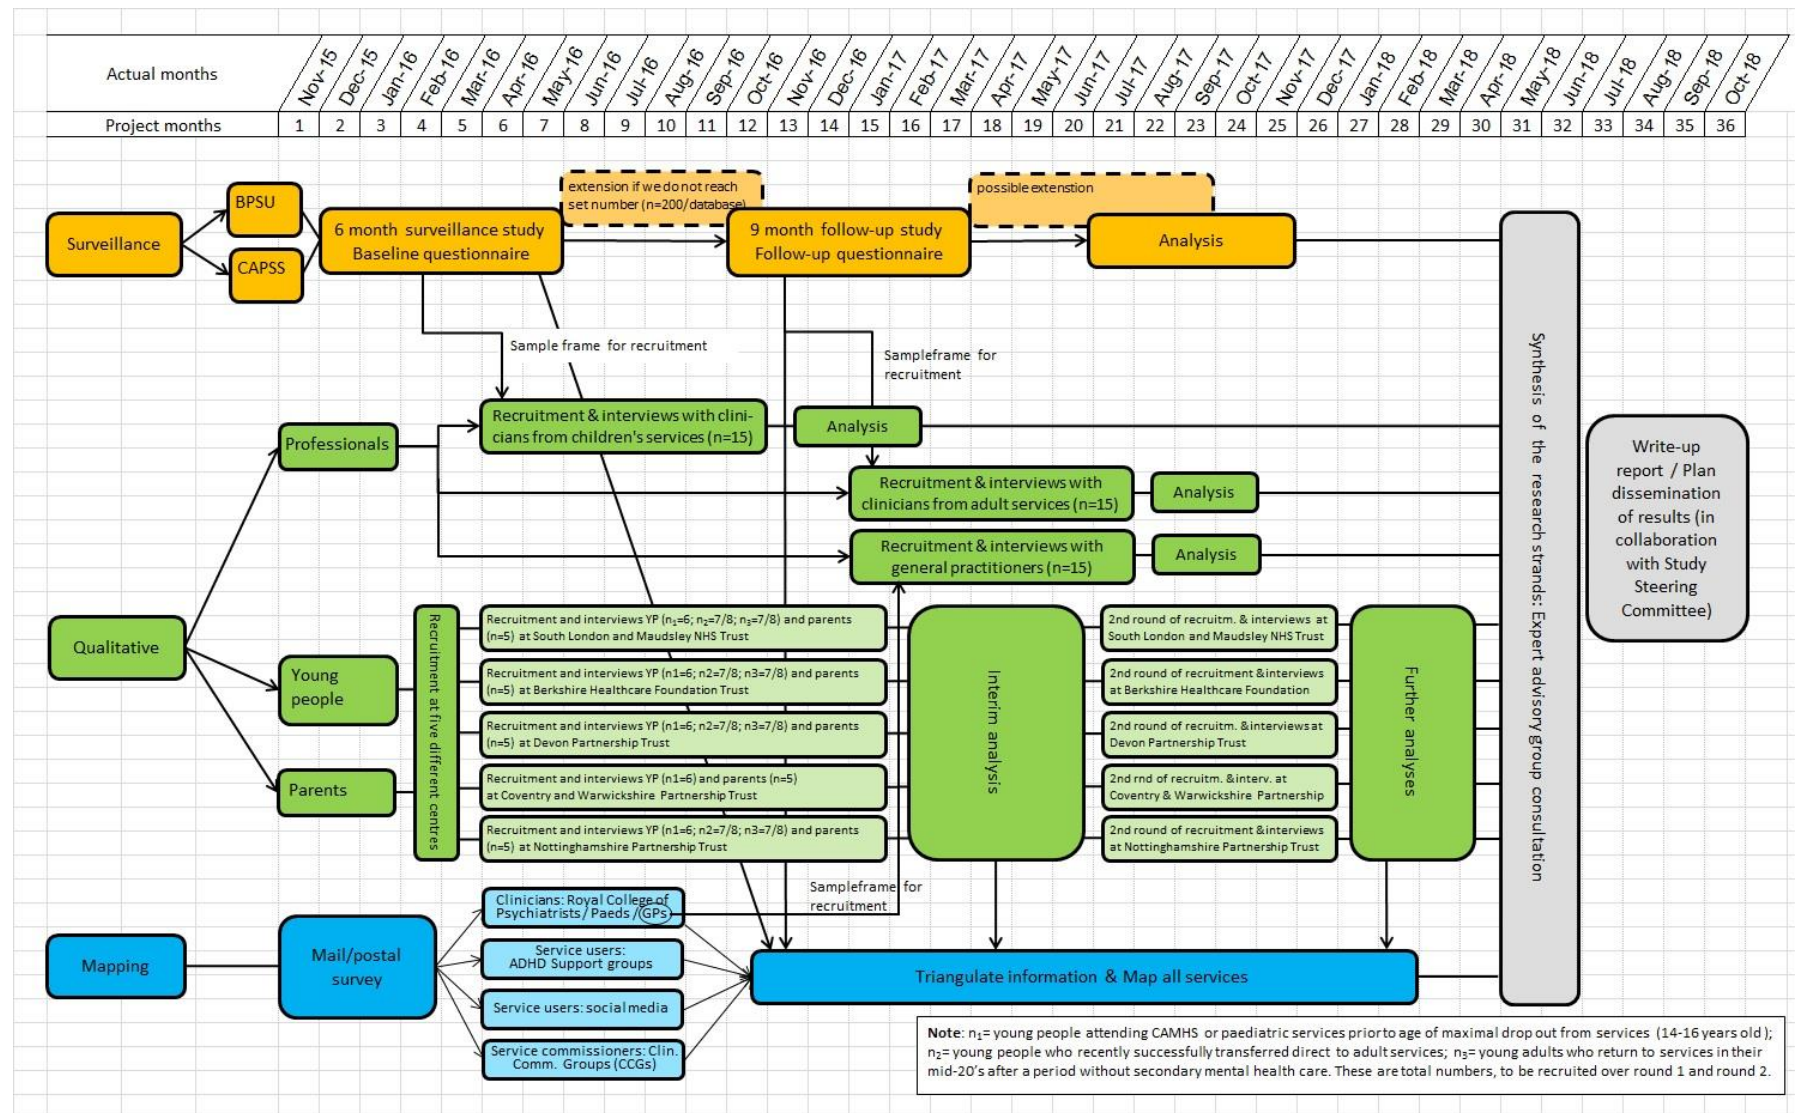 Actual months
Nov-15 Dec-15 Jan-16 Feb-16 Mar-16 Apr-16 May-16 Jun-16 Jul-16 Aug-16 Sep-16 Oct-16 Nov-16 Dec-16 Jan-17 Feb-17 Mar-17 Apr-17 May-17 Jun-17 Jul-17 Aug-17 Sep-17 Oct-17 Nov-17 Dec-17 Jan-18 Feb-18 Mar-18 Apr-18 May-18 Jun-18 Jul-18 Aug-18 Sep-18 Oct-18
Project months
1 2 3 4 5 6 7 8 9 10 11 12 13 14 15 16 17 18 19 20 21 22 23 24 25 26 27 28 29 30 31 32 33 34 35 36
Surveillance
BPSU
CAPSS
6 month surveillance study
Baseline questionnaire
extension if we do not reach
set number (n=200/database)
9 month follow-up study
Follow-up questionnaire
possible extenstion
Analysis
Sample frame for recruitment
Sampleframe for
recruitment
Qualitative
Professionals
Recruitment & interviews with clini-
cians from children's services (n=15)
Analysis
Recruitment & interviews with
clinicians from adult services (n=15)
Analysis
Recruitment & interviews with
general practitioners (n=15)
Analysis
Young
people
Parents
Recruitment at five different centres
Recruitment and interviews YP (n₁=6; n₂=7/8; n₃=7/8) and parents
(n=5) at South London and Maudsley NHS Trust
Recruitment and interviews YP (n1=6; n2=7/8; n3=7/8) and parents
(n=5) at Berkshire Healthcare Foundation Trust
Recruitment and interviews YP (n1=6; n2=7/8; n3=7/8) and parents
(n=5) at Devon Partnership Trust
Recruitment and interviews YP (n1=6) and parents (n=5)
at Coventry and Warwickshire Partnership Trust
Recruitment and interviews YP (n1=6; n2=7/8; n3=7/8) and parents
(n=5) at Nottinghamshire Partnership Trust
Interim analysis
2nd round of recruitm. & interviews at
South London and Maudsley NHS Trust
2nd round of recruitment &interviews
at Berkshire Healthcare Foundation
2nd round of recruitm. &interviews at
Devon Partnership Trust
2nd rnd of recruitm. &interv. at
Coventry & Warwickshire Partnership
2nd round of recruitment &interviews
at Nottinghamshire Partnership Trust
Further analyses
Synthesis of the research strands: Expert advisory group consultation
Write-up
report / Plan
dissemination
of results (in
collaboration
with Study
Steering
Committee)
Mapping
Mail/postal
survey
Clinicians: Royal College of
Psychiatrists / Paeds / GPs
Service users:
ADHD Support groups
Service users: social media
Service commissioners: Clin.
Comm. Groups (CCGs)
Sampleframe for
recruitment
Triangulate information & Map all services
Note: n₁= young people attending CAMHS or paediatric services prior to age of maximal drop out from services (14-16 years old );
n₂= young people who recently successfully transferred direct to adult services; n₃= young adults who return to services in their
mid-20's after a period without secondary mental health care. These are total numbers, to be recruited over round 1 and round 2.